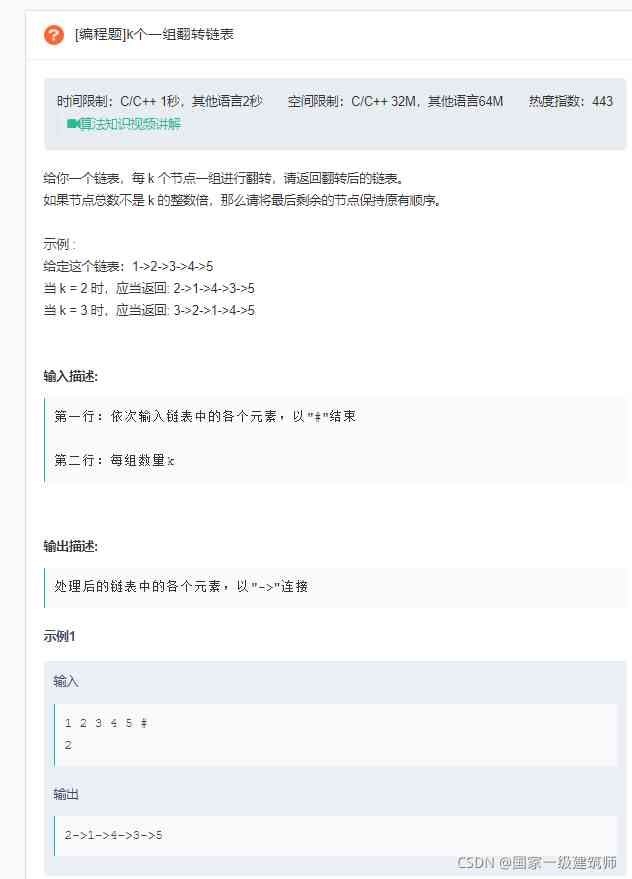 [编程题]k个一组翻转链表
时间限制：C/C++ 1秒，其他语言2秒 空间限制：C/C++ 32M，其他语言64M 热度指数：443
算法知识视频讲解
给你一个链表，每 k 个节点一组进行翻转，请返回翻转后的链表。
如果节点总数不是 k 的整数倍，那么请将最后剩余的节点保持原有顺序。
示例 :
给定这个链表：1->2->3->4->5
当 k = 2 时，应当返回: 2->1->4->3->5
当 k = 3 时，应当返回: 3->2->1->4->5
输入描述:
第一行：依次输入链表中的各个元素，以"#"结束
第二行：每组数量k
输出描述:
处理后的链表中的各个元素，以"->"连接
示例1
输入
1 2 3 4 5 #
2
输出
2->1->4->3->5
CSDN @国家一级建筑师